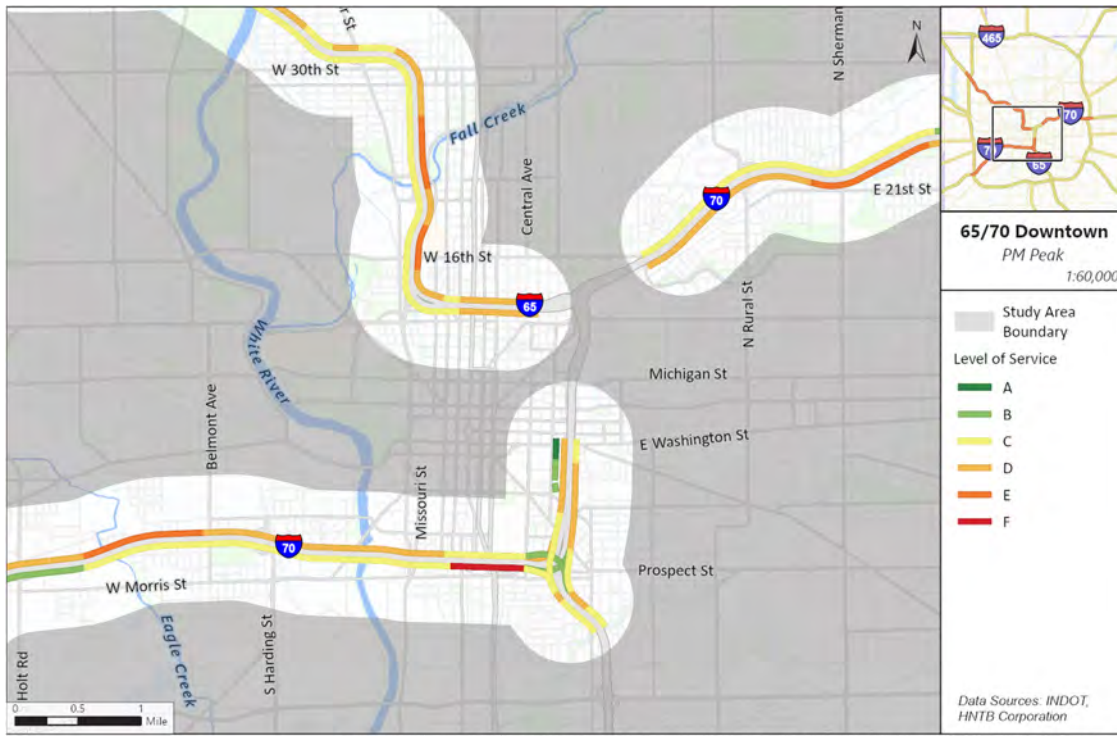 r St
W 30th St
Fall Creek
Central Ave
N Sherman
N
70
E 21st St
W 16th St
65
White River
N Rural St
Michigan St
Belmont Ave
Missouri St
E Washington St
70
W Morris St
Prospect St
Eagle Creek
S Harding St
Holt Rd
0 0.5 1
Mile
465
70
65
65/70 Downtown
PM Peak
1:60,000
Study Area
Boundary
Level of Service
A
B
C
D
E
F
Data Sources: INDOT,
HNTB Corporation